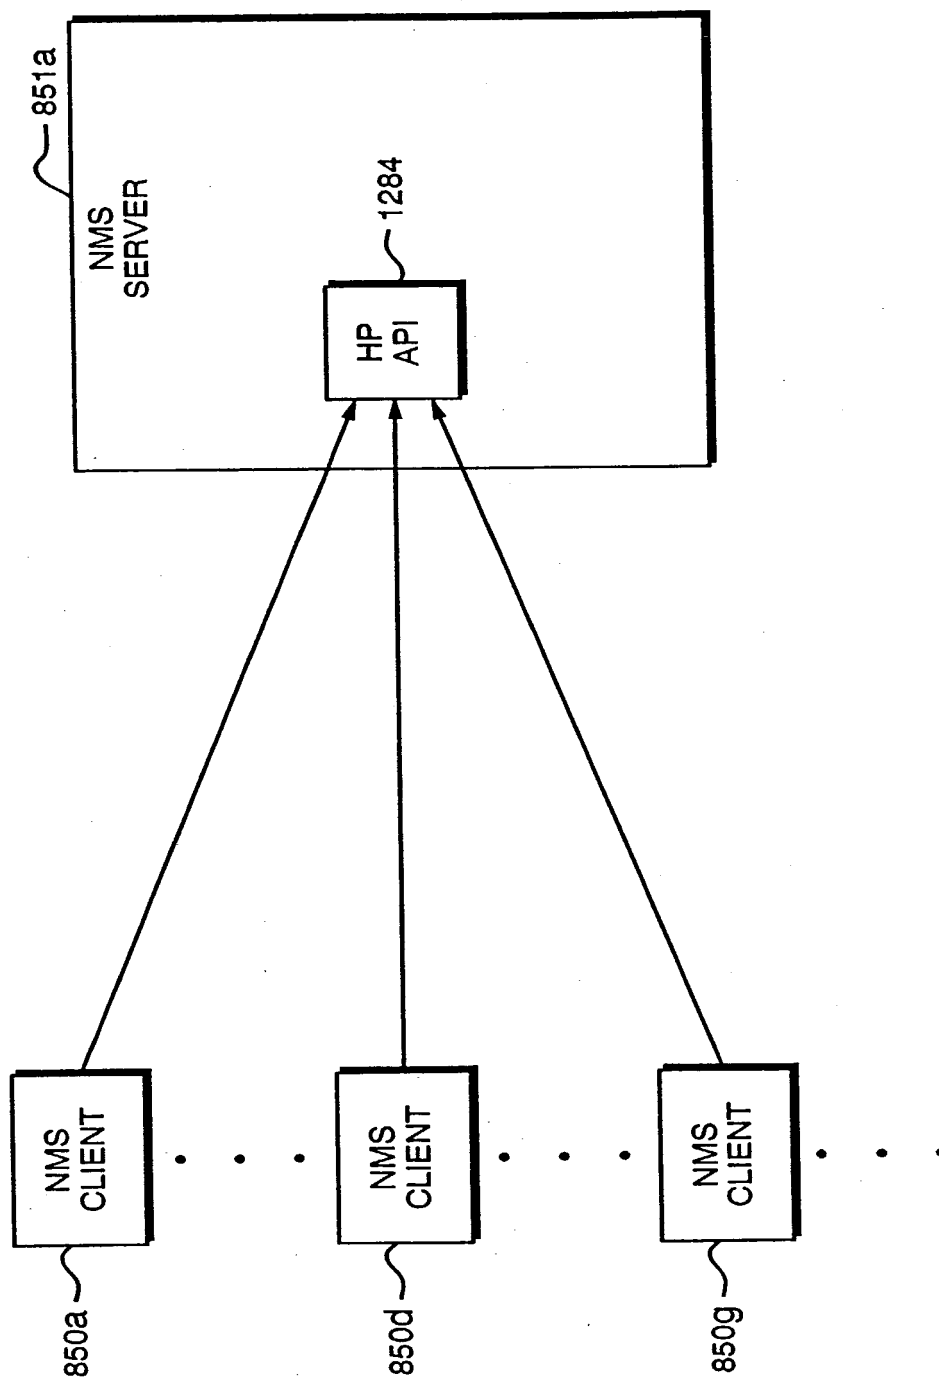 NMS
SERVER
851a
HP
API
1284
NMS
CLIENT
850a
NMS
CLIENT
850d
NMS
CLIENT
850g